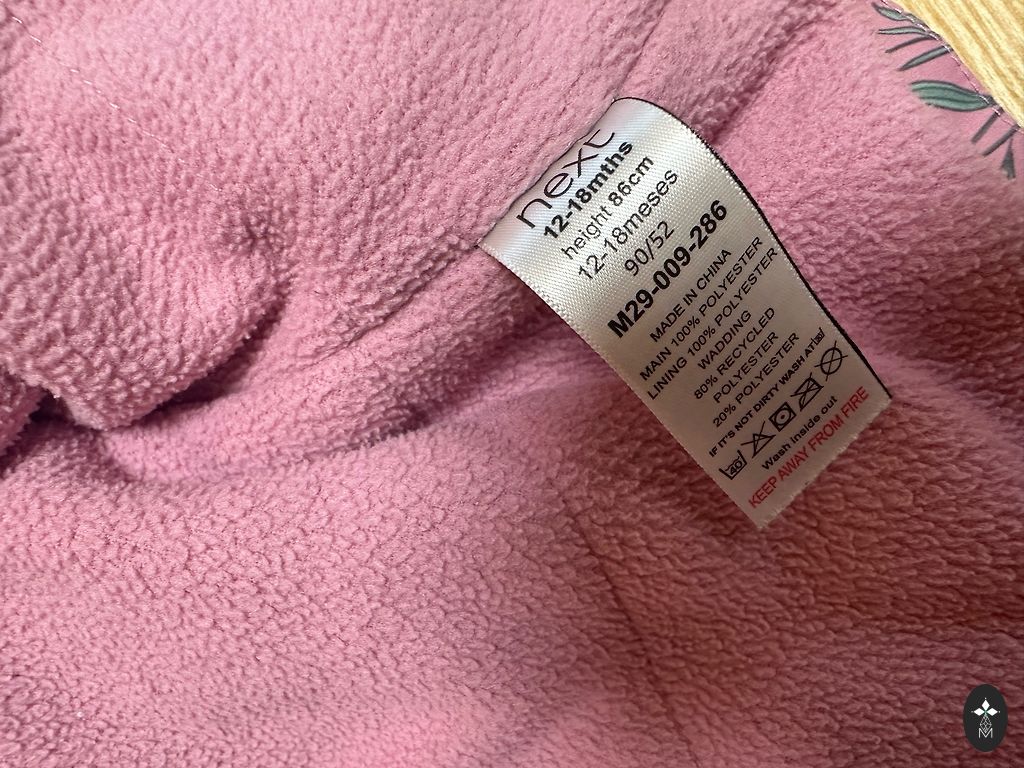 next
12-18mths
height 86cm
12-18meses
90/52
M29-009-286
MADE IN CHINA
MAIN 100% POLYESTER
LINING 100% POLYESTER
WADDING
80% RECYCLED
POLYESTER
20% POLYESTER
IF IT'S NOT DIRTY WASH AT 30
40
Wash inside out
KEEP AWAY FROM FIRE
M